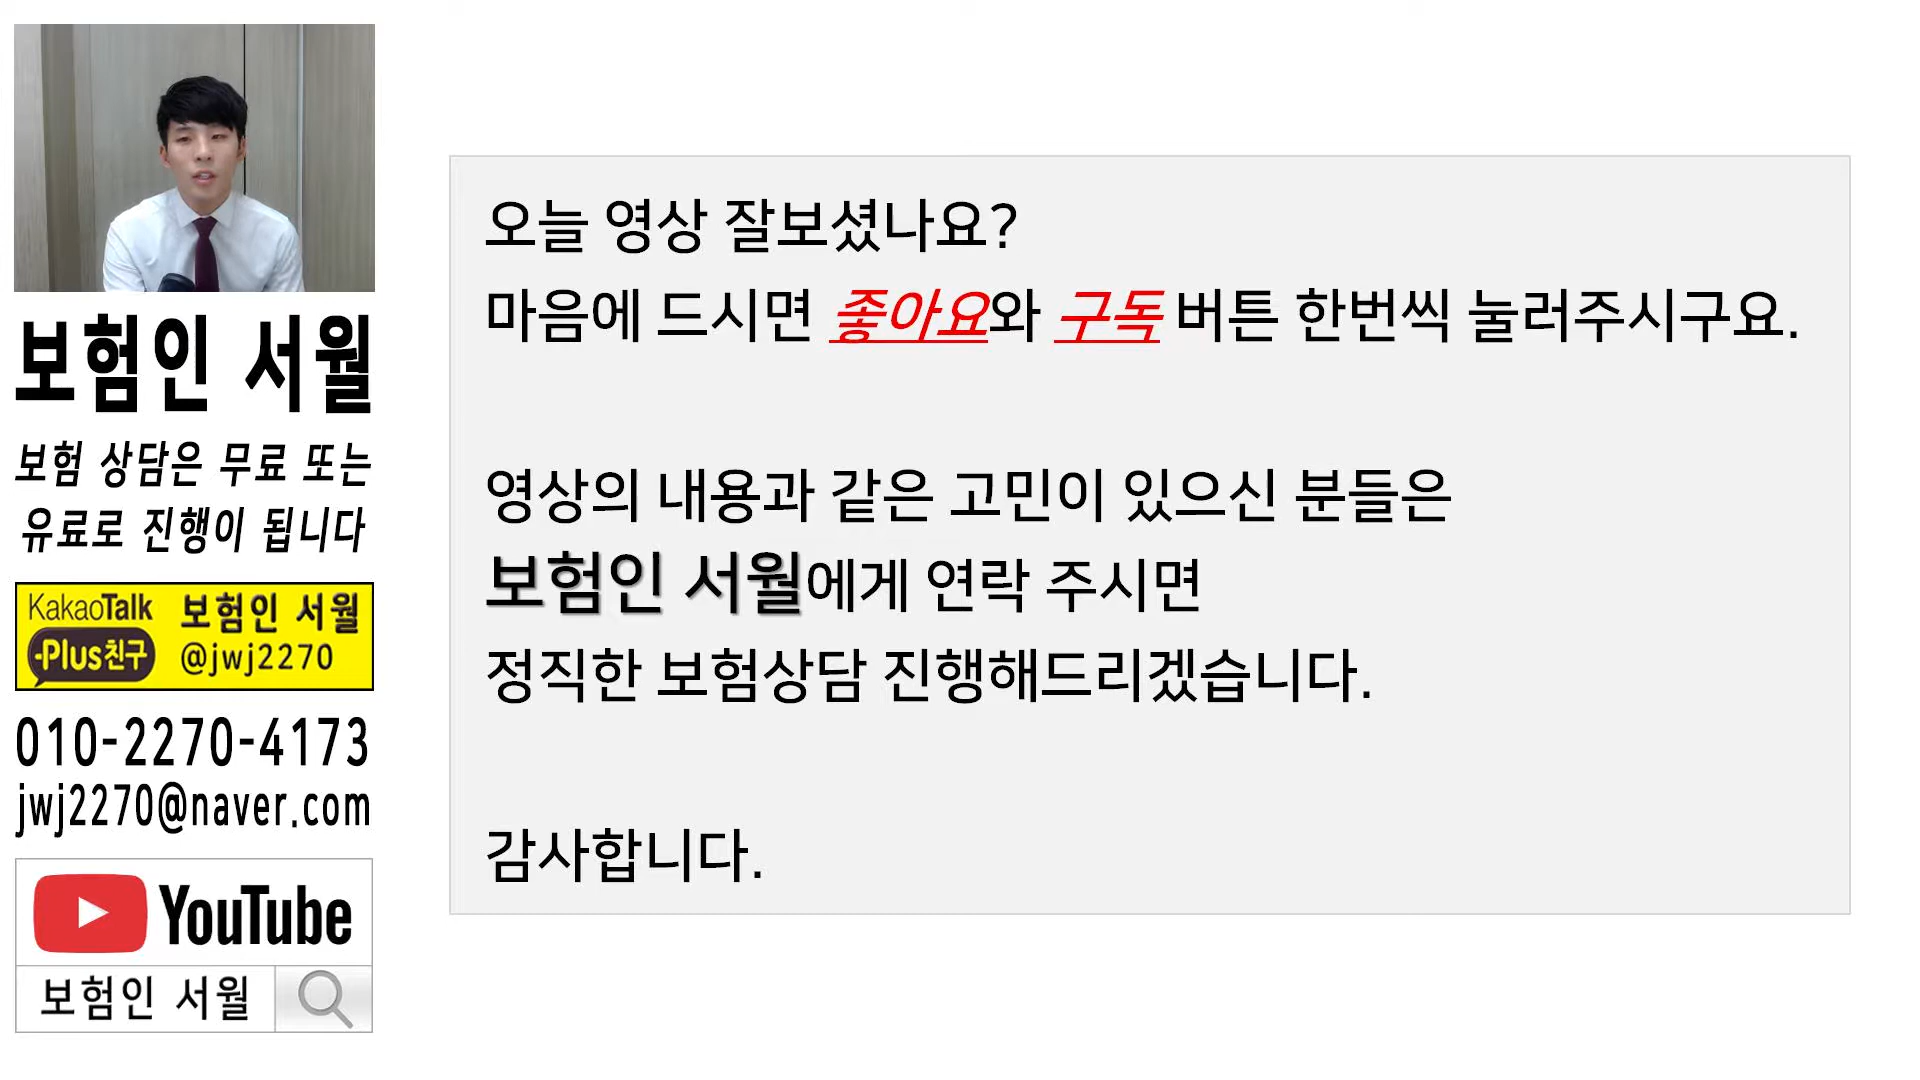 보험인 서월
보험 상담은 무료 또는
유료로 진행이 됩니다
KakaoTalk
Plus친구
보험인 서월
@jwj2270
010-2270-4173
jwj2270@naver.com
YouTube
보험인 서월
오늘 영상 잘보셨나요?
마음에 드시면 좋아요와 구독 버튼 한번씩 눌러주시구요.
영상의 내용과 같은 고민이 있으신 분들은
보험인 서월에게 연락 주시면
정직한 보험상담 진행해드리겠습니다.
감사합니다.